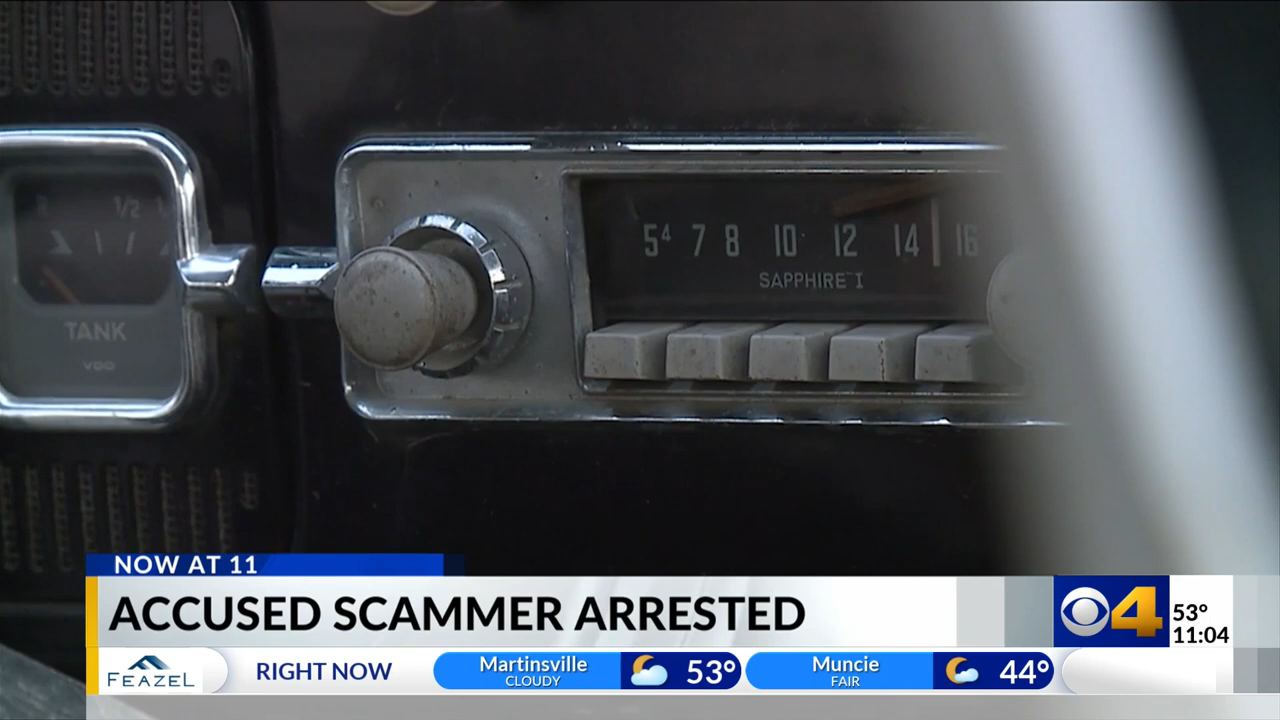 1/2
TANK
VDO
54 7 8 10 12 14 16
SAPPHIRE I
NOW AT 11
ACCUSED SCAMMER ARRESTED
4
53°
11:04
FEAZEL
RIGHT NOW
Martinsville
CLOUDY
53°
Muncie
FAIR
44°